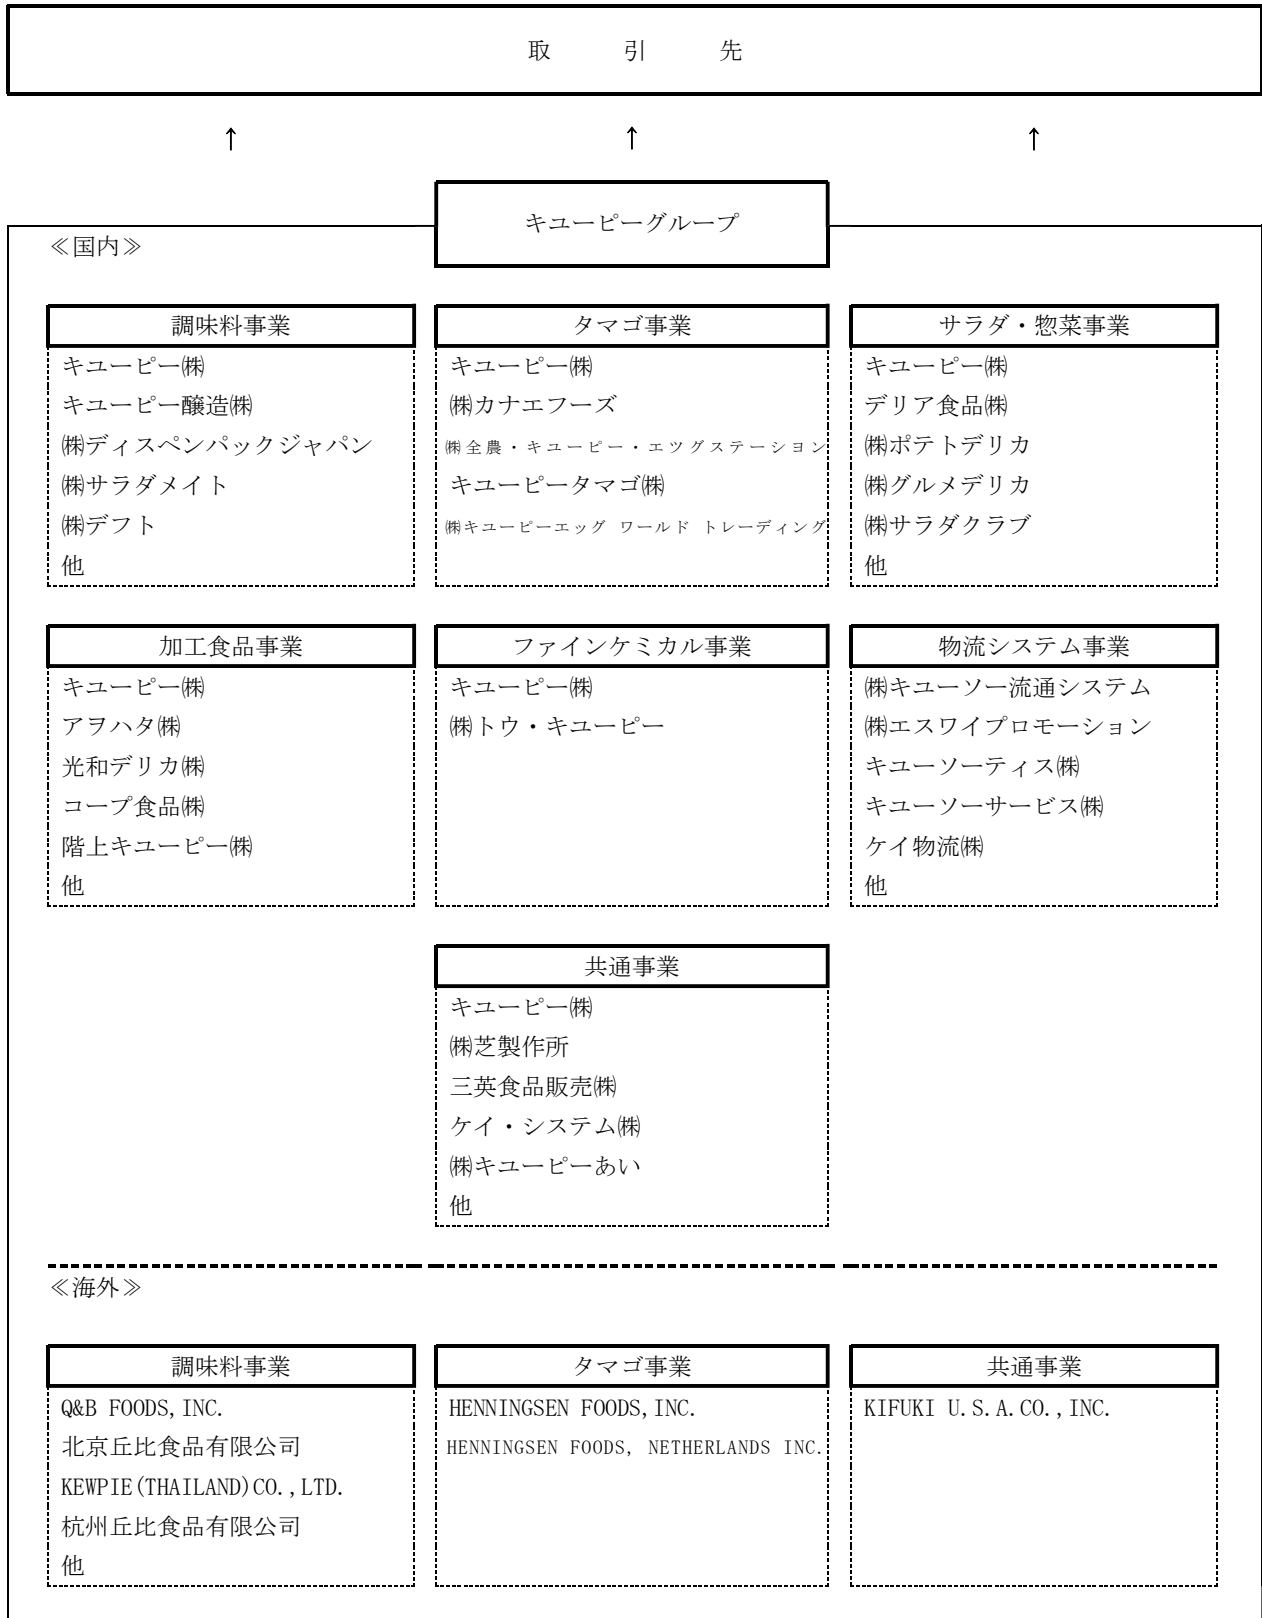 取引先
↑ ↑ ↑
キユーピーグループ
≪国内≫
調味料事業
キユーピー㈱
キユーピー醸造㈱
㈱ディスペンパックジャパン
㈱サラダメイト
㈱デフト
他
タマゴ事業
キユーピー㈱
㈱カナエフーズ
㈱全農・キユーピー・エツグステーション
キユーピータマゴ㈱
㈱キユーピーエッグ ワールド トレーディング
サラダ・惣菜事業
キユーピー㈱
デリア食品㈱
㈱ポテトデリカ
㈱グルメデリカ
㈱サラダクラブ
他
加工食品事業
キユーピー㈱
アヲハタ㈱
光和デリカ㈱
コープ食品㈱
階上キユーピー㈱
他
ファインケミカル事業
キユーピー㈱
㈱トウ・キユーピー
物流システム事業
㈱キユーソー流通システム
㈱エスワイプロモーション
キユーソーティス㈱
キユーソーサービス㈱
ケイ物流㈱
他
共通事業
キユーピー㈱
㈱芝製作所
三英食品販売㈱
ケイ・システム㈱
㈱キユーピーあい
他
≪海外≫
調味料事業
Q&B FOODS,INC.
北京丘比食品有限公司
KEWPIE(THAILAND)CO.,LTD.
杭州丘比食品有限公司
他
タマゴ事業
HENNINGSEN FOODS,INC.
HENNINGSEN FOODS, NETHERLANDS INC.
共通事業
KIFUKI U.S.A.CO.,INC.